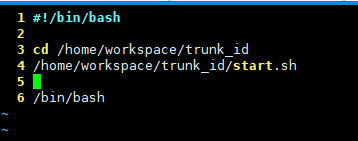 1 #!/bin/bash
2
3 cd /home/workspace/trunk_id
4 /home/workspace/trunk_id/start.sh
5
6 /bin/bash
~
~